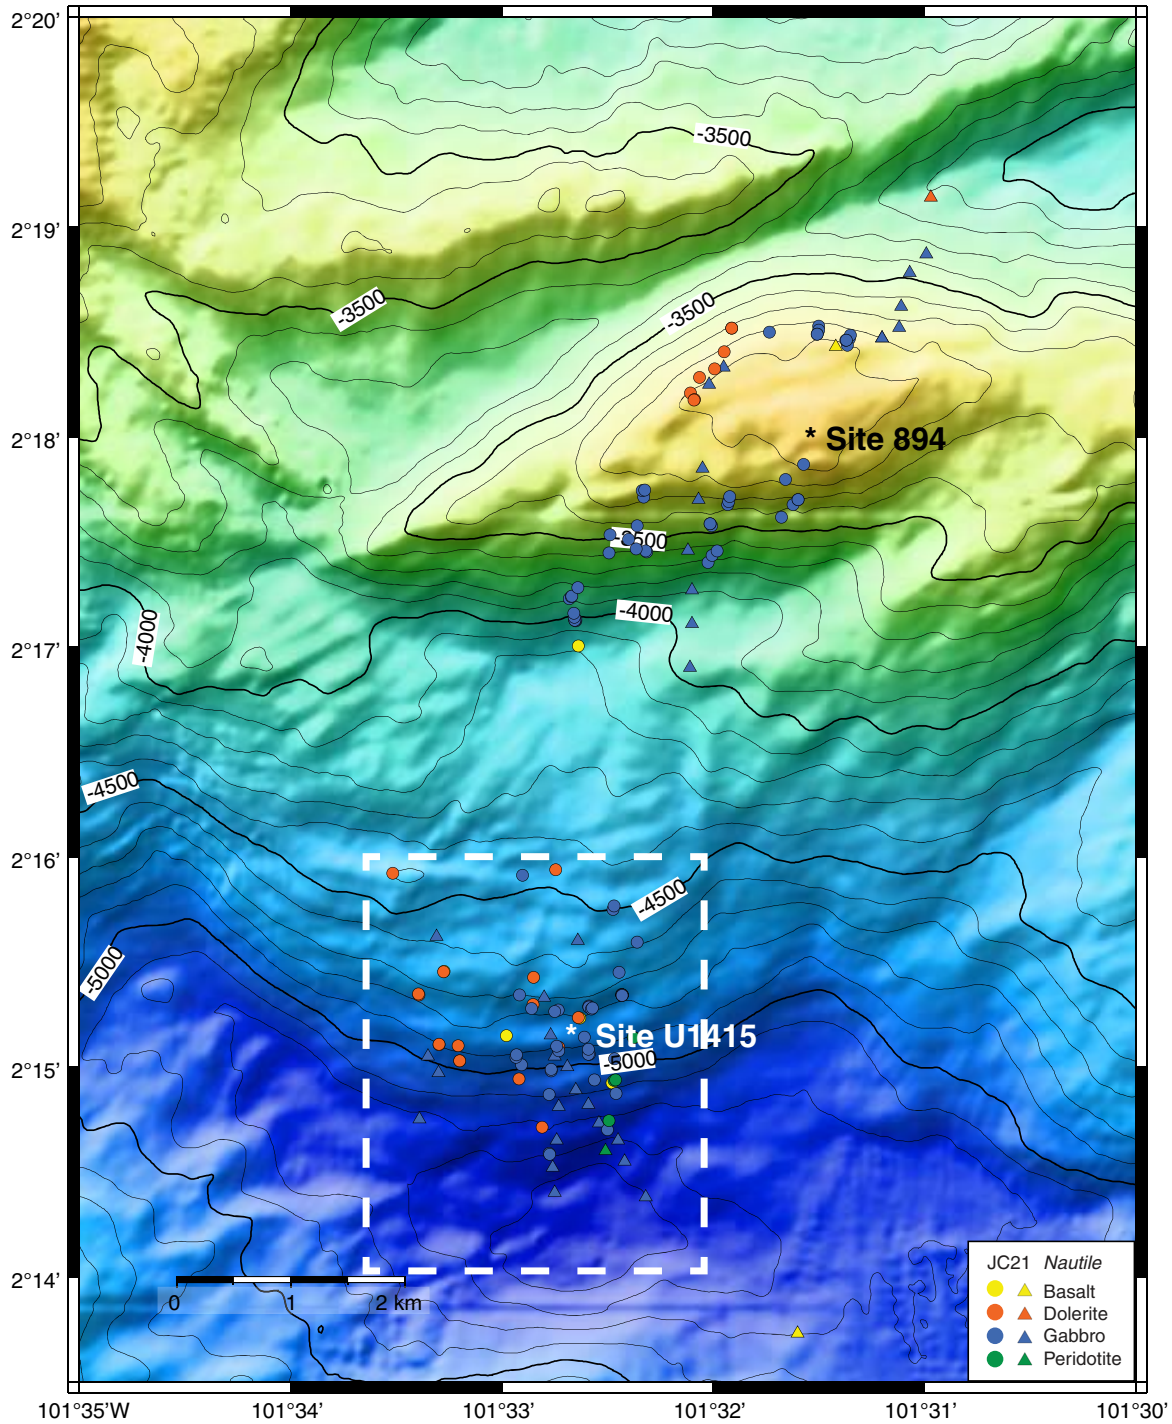 2°20’
-3500
2°19’
-3500
-3500
2°18’
* Site 894
-3500
-4000
-4000
2°17’
-4500
2°16’
-4500
-5000
* Site U1415
-5000
2°15’
2°14’
0 1 2 km
JC21 Nautile
Basalt
Dolerite
Gabbro
Peridotite
101°35’W 101°34’ 101°33’ 101°32’ 101°31’ 101°30’